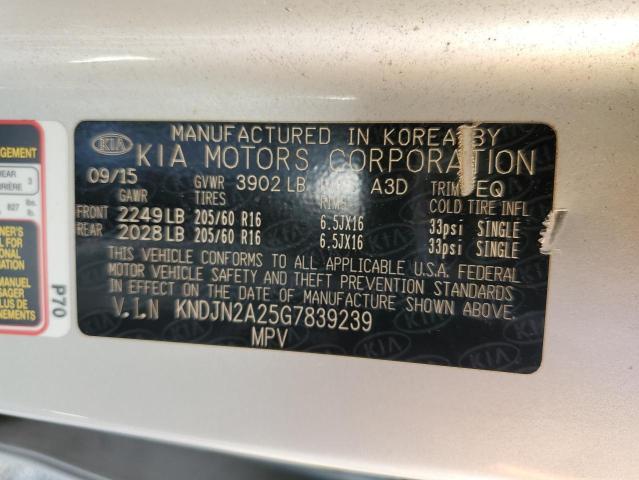 MANUFACTURED IN KOREA BY
KIA KIA MOTORS CORPORATION
09/15 GVWR 3902 LB A3D TRIM EQ
GAWR TIRES RIMS COLD TIRE INFL
FRONT 2249 LB 205/60 R16 6.5JX16 33psi SINGLE
REAR 2028 LB 205/60 R16 6.5JX16 33psi SINGLE
THIS VEHICLE CONFORMS TO ALL APPLICABLE U.S.A. FEDERAL
MOTOR VEHICLE SAFETY AND THEFT PREVENTION STANDARDS
IN EFFECT ON THE DATE OF MANUFACTURE SHOWN ABOVE.
V.I.N KNDJN2A25G7839239
MPV
P70
827 lbs.